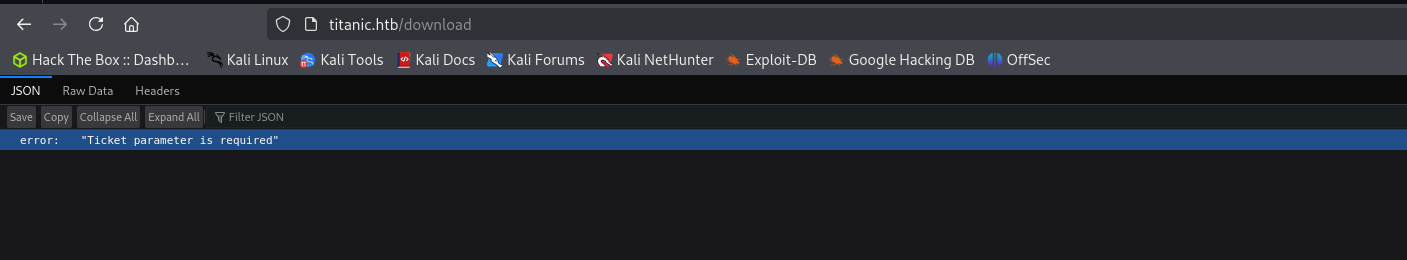 titanic.htb/download
Hack The Box :: Dashb… Kali Linux Kali Tools Kali Docs Kali Forums Kali NetHunter Exploit-DB Google Hacking DB OffSec
JSON Raw Data Headers
Save Copy Collapse All Expand All Filter JSON
error: "Ticket parameter is required"